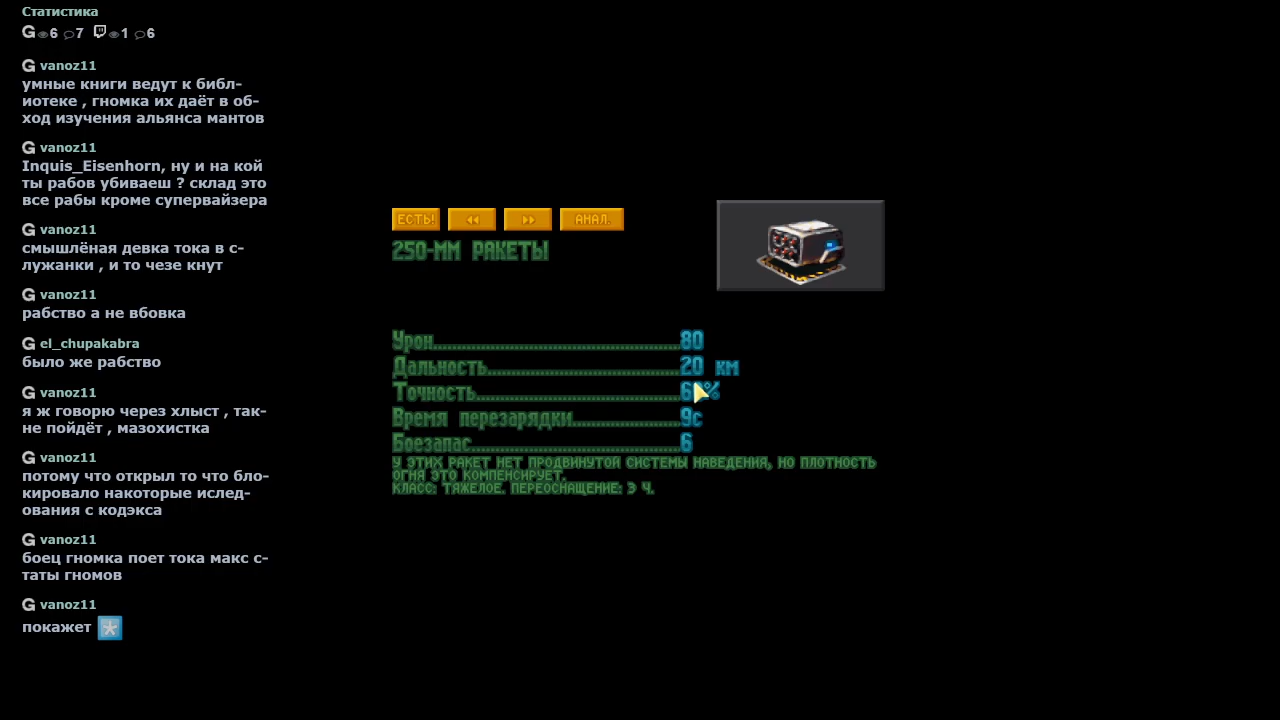 Статистика
6 7 1 6
vanoz11
умные книги ведут к библ-
иотеке , гномка их даёт в об-
ход изучения альянса мантов
vanoz11
Inquis_Eisenhorn, ну и на кой
ты рабов убиваеш ? склад это
все рабы кроме супервайзера
vanoz11
смышлёная девка тока в с-
лужанки , и то чезе кнут
vanoz11
рабство а не вбовка
el_chupakabra
было же рабство
vanoz11
я ж говорю через хлыст , так-
не пойдёт , мазохистка
vanoz11
потому что открыл то что бло-
кировало накоторые ислед-
ования с кодэкса
vanoz11
боец гномка поет тока макс с-
таты гномов
vanoz11
покажет
ЕСТЬ! АНАЛ.
250-ММ РАКЕТЫ
Урон 80
Дальность 20 км
Точность
Время перезарядки 9с
Боезапас 6
У ЭТИХ РАКЕТ НЕТ ПРОДВИНУТОЙ СИСТЕМЫ НАВЕДЕНИЯ, НО ПЛОТНОСТЬ
ОГНЯ ЭТО КОМПЕНСИРУЕТ.
КЛАСС: ТЯЖЕЛОЕ. ПЕРЕОСНАЩЕНИЕ: 3 Ч.